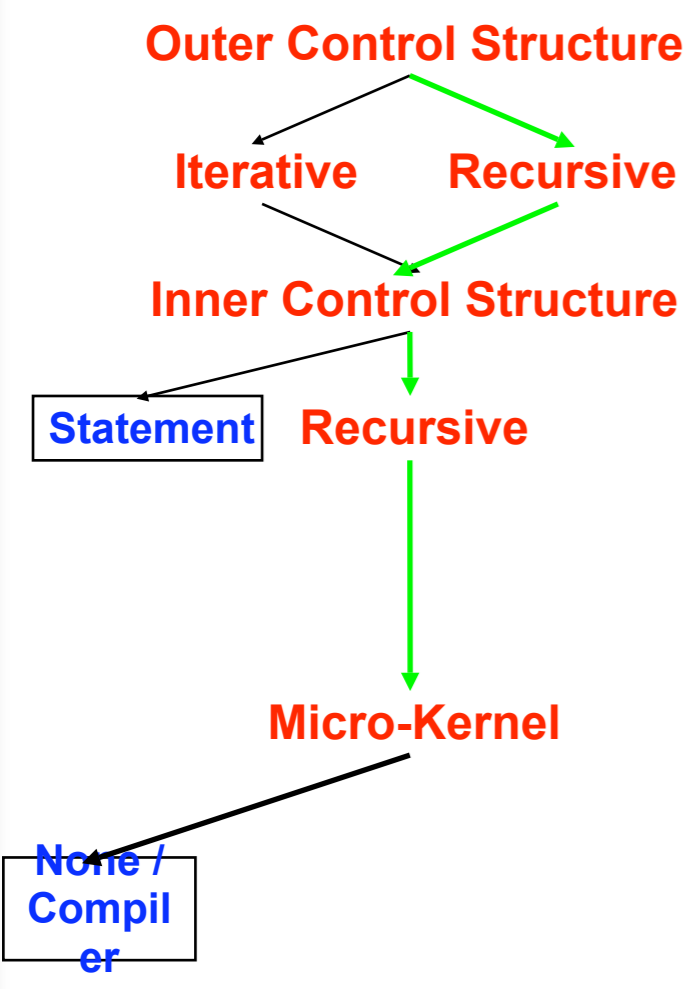 Outer Control Structure
Iterative Recursive
Inner Control Structure
Statement Recursive
Micro-Kernel
None /
Compil
er